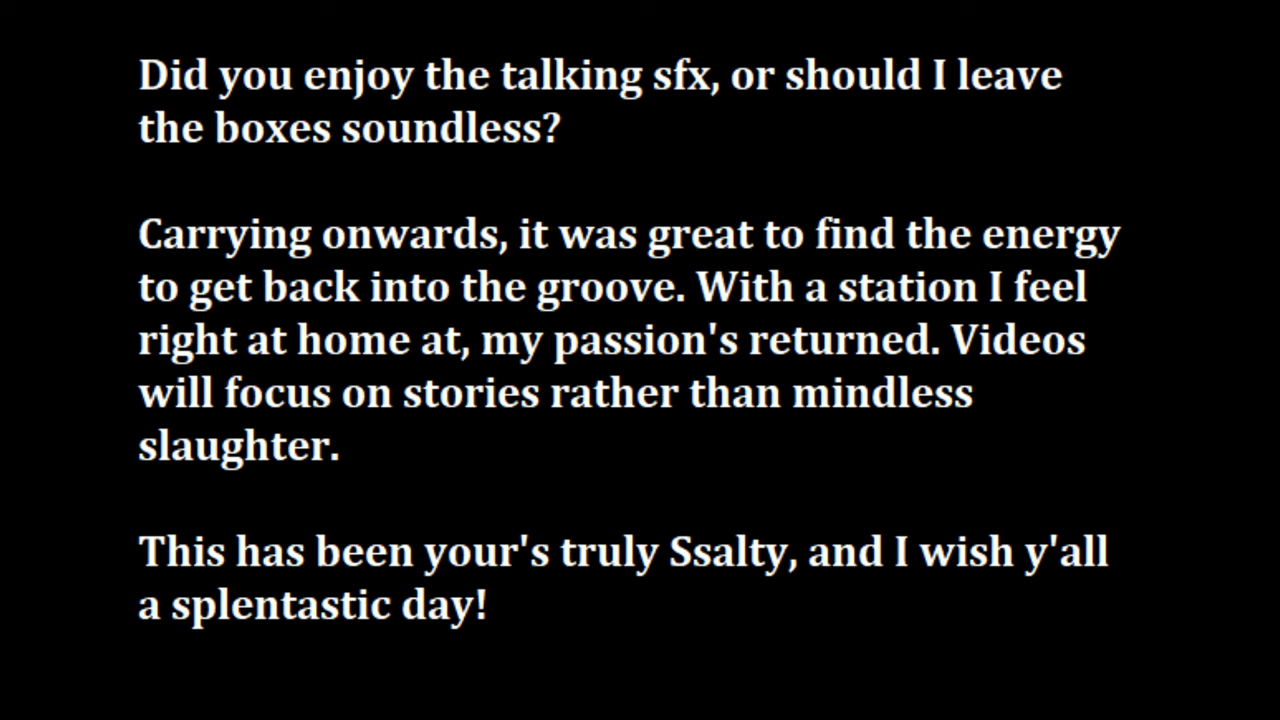 Did you enjoy the talking sfx, or should I leave
the boxes soundless?
Carrying onwards, it was great to find the energy
to get back into the groove. With a station I feel
right at home at, my passion's returned. Videos
will focus on stories rather than mindless
slaughter.
This has been your's truly Ssalty, and I wish y'all
a splentastic day!